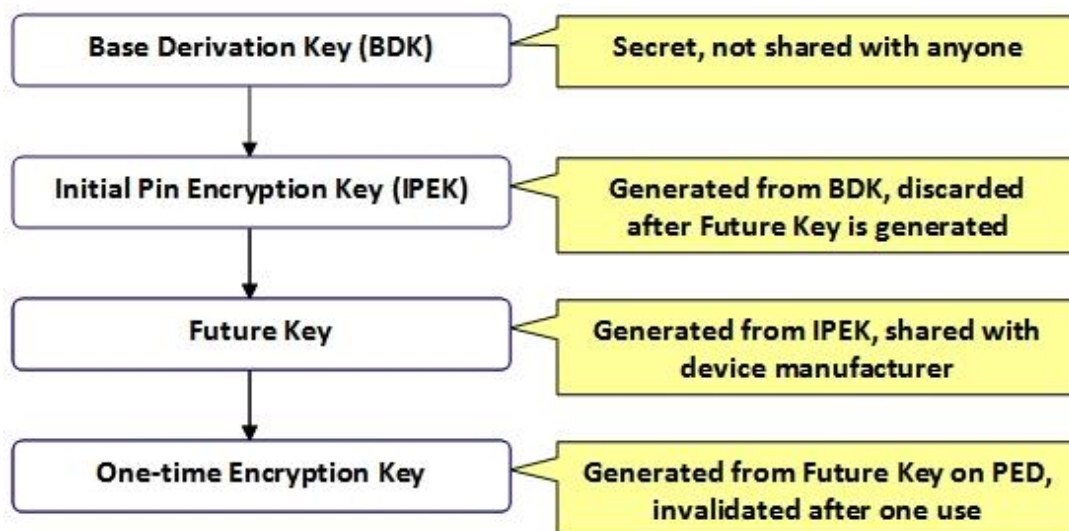 Base Derivation Key (BDK)
Secret, not shared with anyone
Initial Pin Encryption Key (IPEK)
Generated from BDK, discarded
after Future Key is generated
Future Key
Generated from IPEK, shared with
device manufacturer
One-time Encryption Key
Generated from Future Key on PED,
invalidated after one use